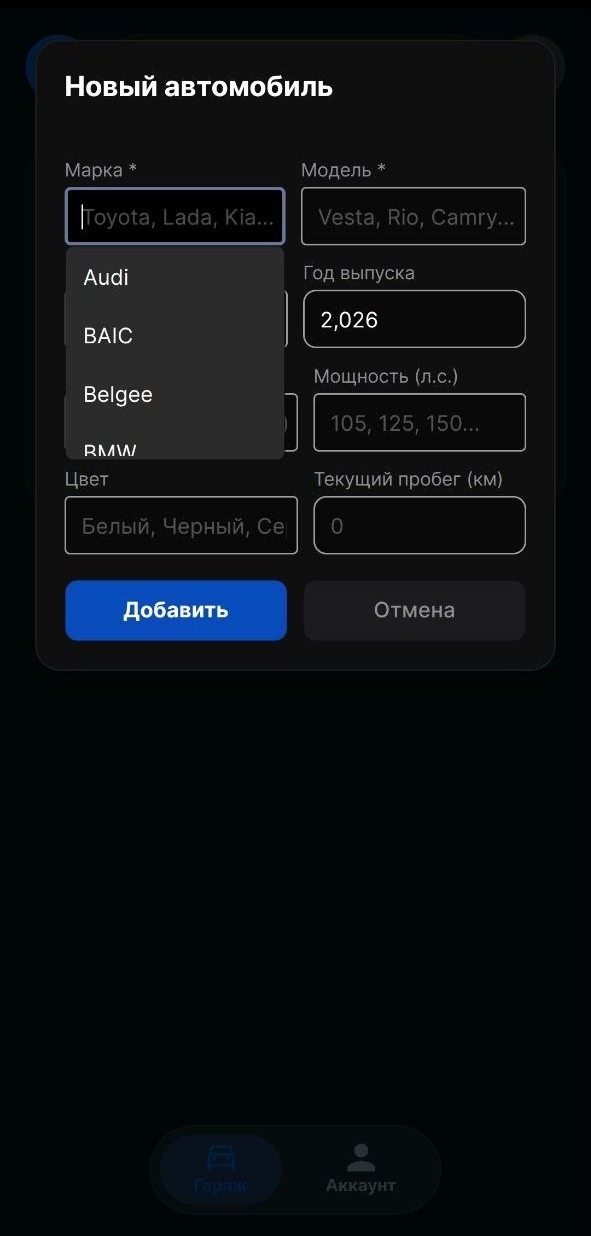 Новый автомобиль
Марка *
Модель *
Toyota, Lada, Kia...
Vesta, Rio, Camry...
Audi
Год выпуска
BAIC
2,026
Belgee
Мощность (л.с.)
BMW
105, 125, 150...
Цвет
Текущий пробег (км)
Белый, Черный, Се
0
Добавить
Отмена
Гараж
Аккаунт